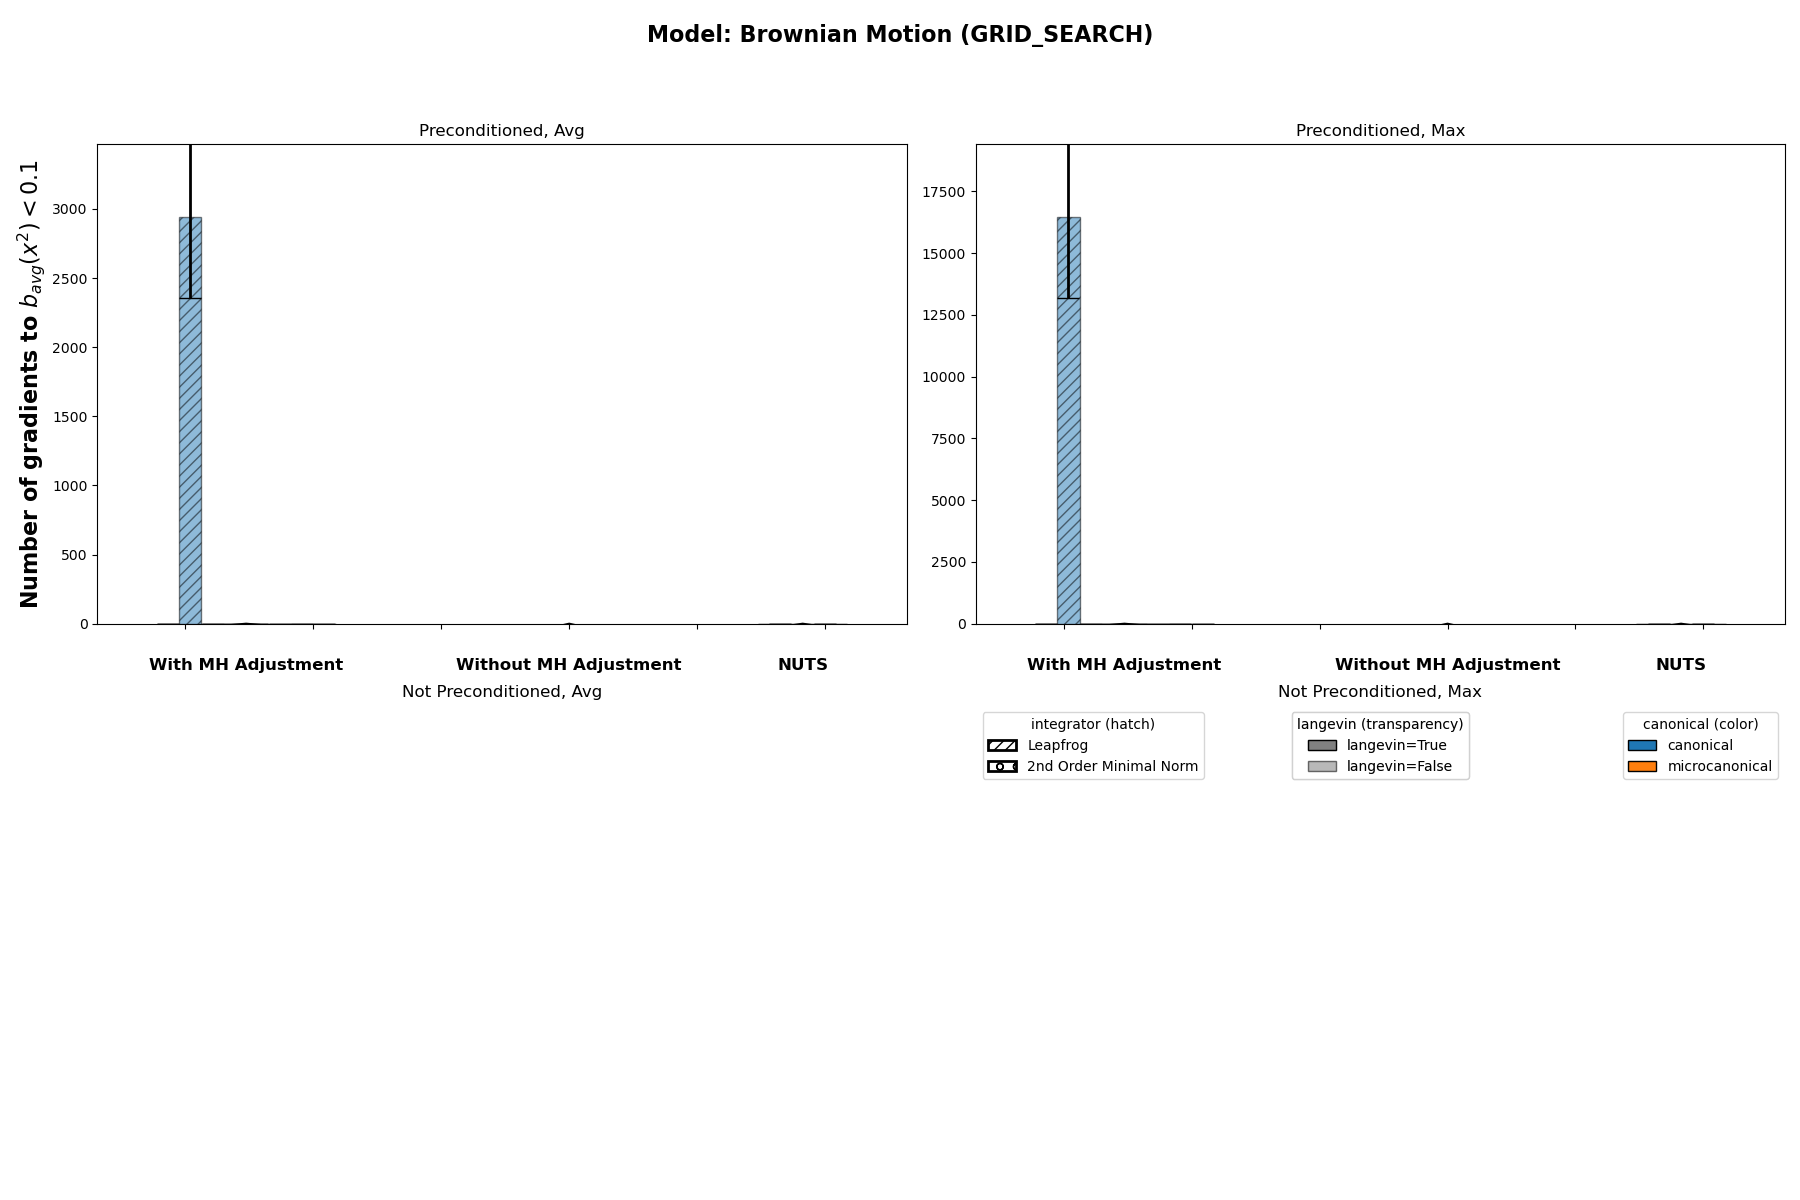 Model: Brownian Motion (GRID_SEARCH)
Preconditioned, Avg
Number of gradients to b_avg(x²) < 0.1
3000
2500
2000
1500
1000
500
0
With MH Adjustment
Without MH Adjustment
NUTS
Not Preconditioned, Avg
Preconditioned, Max
17500
15000
12500
10000
7500
5000
2500
0
With MH Adjustment
Without MH Adjustment
NUTS
Not Preconditioned, Max
integrator (hatch)
Leapfrog
2nd Order Minimal Norm
langevin (transparency)
langevin=True
langevin=False
canonical (color)
canonical
microcanonical